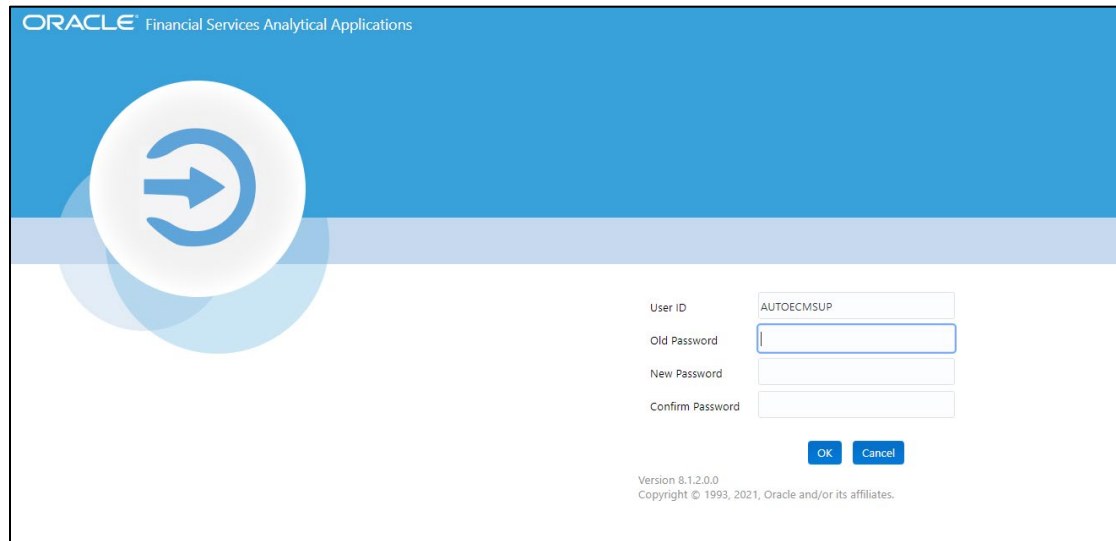 ORACLE® Financial Services Analytical Applications
User ID AUTOECMSUP
Old Password
New Password
Confirm Password
OK Cancel
Version 8.1.2.0.0
Copyright © 1993, 2021, Oracle and/or its affiliates.